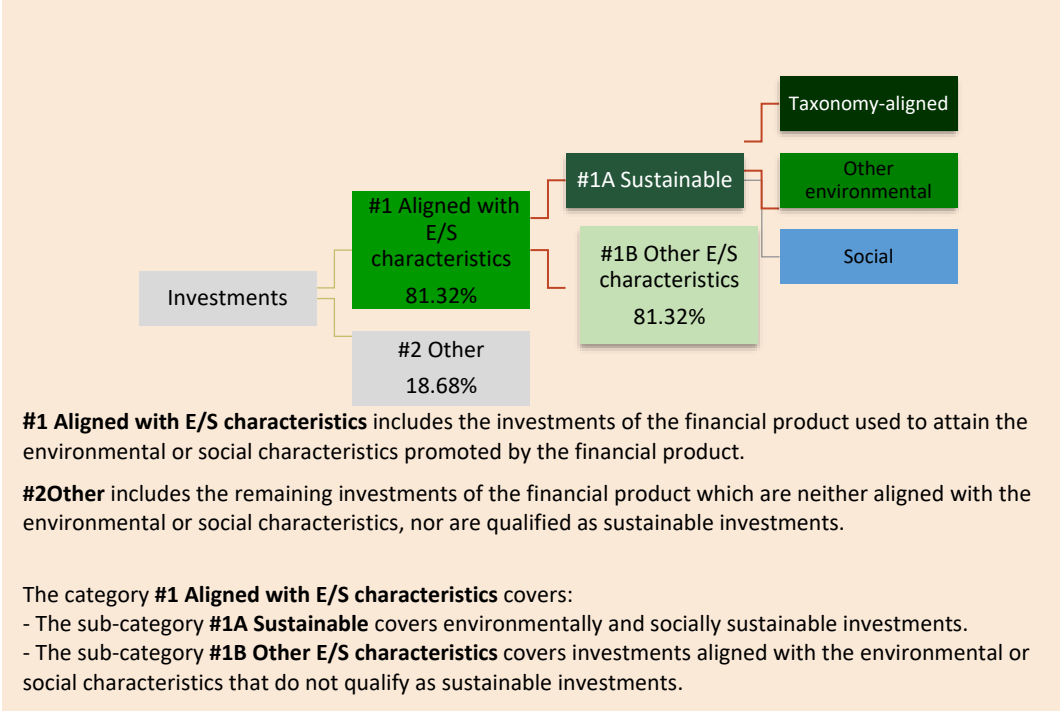 Taxonomy-aligned
#1A Sustainable
Other
environmental
#1 Aligned with
E/S
characteristics
81.32%
#1B Other E/S
characteristics
81.32%
Social
Investments
#2 Other
18.68%
#1 Aligned with E/S characteristics includes the investments of the financial product used to attain the
environmental or social characteristics promoted by the financial product.
#2Other includes the remaining investments of the financial product which are neither aligned with the
environmental or social characteristics, nor are qualified as sustainable investments.
The category #1 Aligned with E/S characteristics covers:
- The sub-category #1A Sustainable covers environmentally and socially sustainable investments.
- The sub-category #1B Other E/S characteristics covers investments aligned with the environmental or
social characteristics that do not qualify as sustainable investments.